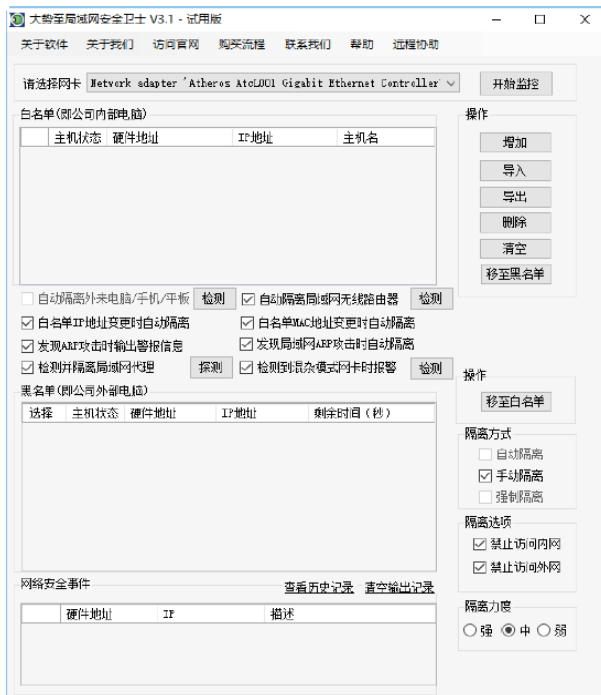 大势至局域网安全卫士 V3.1 - 试用版
关于软件 关于我们 访问官网 购买流程 联系我们 帮助 远程协助
请选择网卡 Network adapter 'Atheros AtcL001 Gigabit Ethernet Controller' 开始监控
白名单(即公司内部电脑)
主机状态 硬件地址 IP地址 主机名
操作
增加
导入
导出
删除
清空
移至黑名单
自动隔离外来电脑/手机/平板 检测 自动隔离局域网无线路由器 检测
白名单IP地址变更时自动隔离 白名单MAC地址变更时自动隔离
发现ARP攻击时输出警报信息 发现局域网ARP攻击时自动隔离
检测并隔离局域网代理 探测 检测到混杂模式网卡时报警 检测
黑名单(即公司外部电脑)
选择 主机状态 硬件地址 IP地址 剩余时间(秒)
操作
移至白名单
隔离方式
自动隔离
手动隔离
强制隔离
隔离选项
禁止访问内网
禁止访问外网
网络安全事件 查看历史记录 清空输出记录
硬件地址 IP 描述
隔离力度
强 中 弱